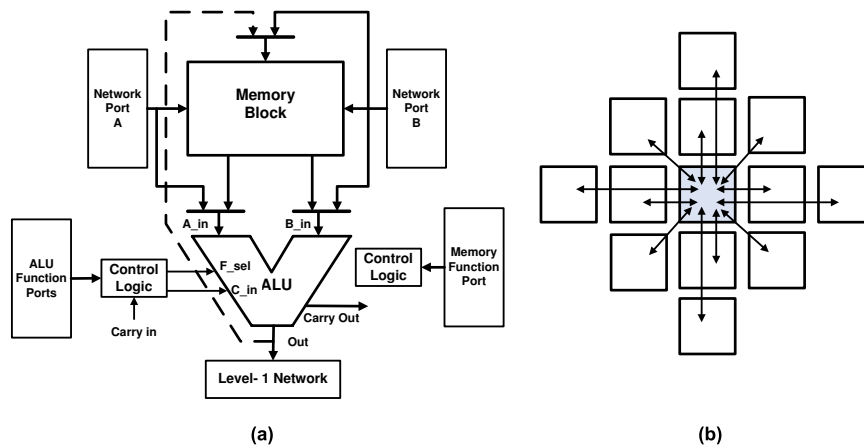 Network
Port
A
Memory
Block
Network
Port
B
A_in
B_in
ALU
Function
Ports
Control
Logic
F_sel
ALU
C_in
Control
Logic
Memory
Function
Port
Carry in
Carry Out
Out
Level- 1 Network
(a)
(b)